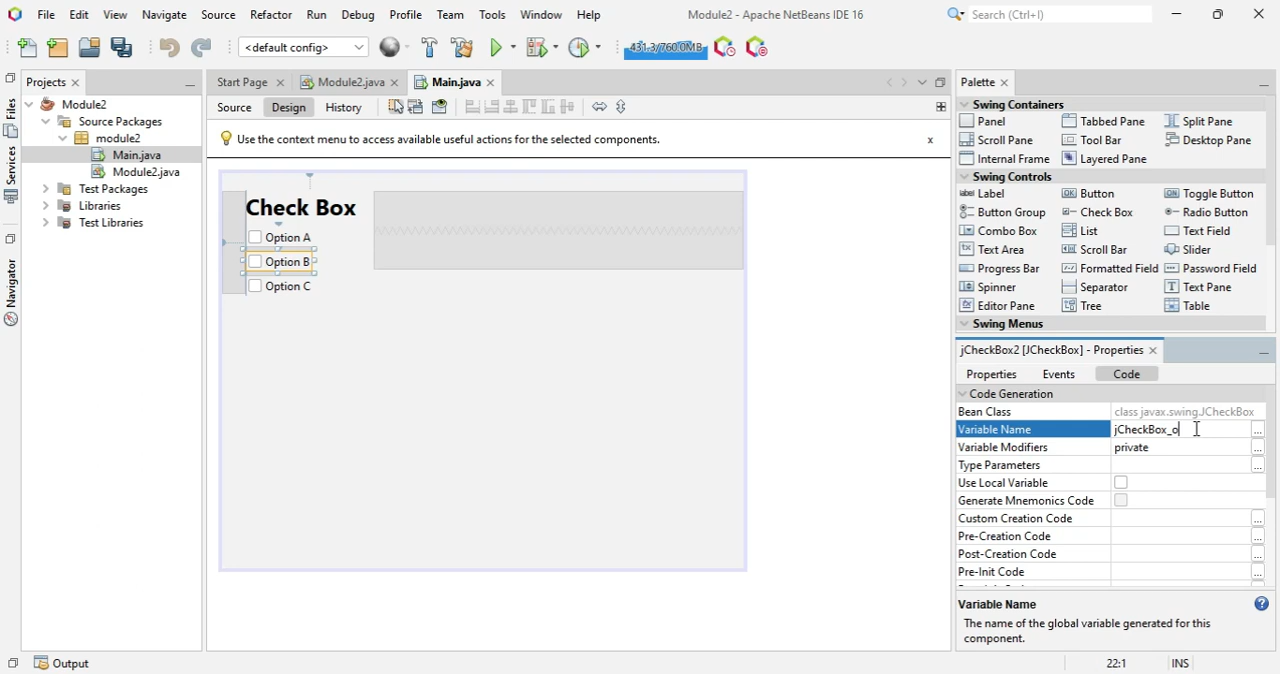 File Edit View Navigate Source Refactor Run Debug Profile Team Tools Window Help Module2 - Apache NetBeans IDE 16 Search (Ctrl+I)
<default config> 431.3/760.0MB
Projects Start Page Module2.java Main.java Palette
Source Design History
Use the context menu to access available useful actions for the selected components. x
Files
Services
Navigator
Module2
Source Packages
module2
Main.java
Module2.java
Test Packages
Libraries
Test Libraries
Check Box
Option A
Option B
Option C
Swing Containers
Panel Tabbed Pane Split Pane
Scroll Pane Tool Bar Desktop Pane
Internal Frame Layered Pane
Swing Controls
Label Button Toggle Button
Button Group Check Box Radio Button
Combo Box List Text Field
Text Area Scroll Bar Slider
Progress Bar Formatted Field Password Field
Spinner Separator Text Pane
Editor Pane Tree Table
Swing Menus
jCheckBox2 [JCheckBox] - Properties
Properties Events Code
Code Generation
Bean Class class javax.swing.JCheckBox
Variable Name jCheckBox_o ...
Variable Modifiers private ...
Type Parameters ...
Use Local Variable
Generate Mnemonics Code
Custom Creation Code ...
Pre-Creation Code ...
Post-Creation Code ...
Pre-Init Code ...
Variable Name
The name of the global variable generated for this
component.
Output 22:1 INS